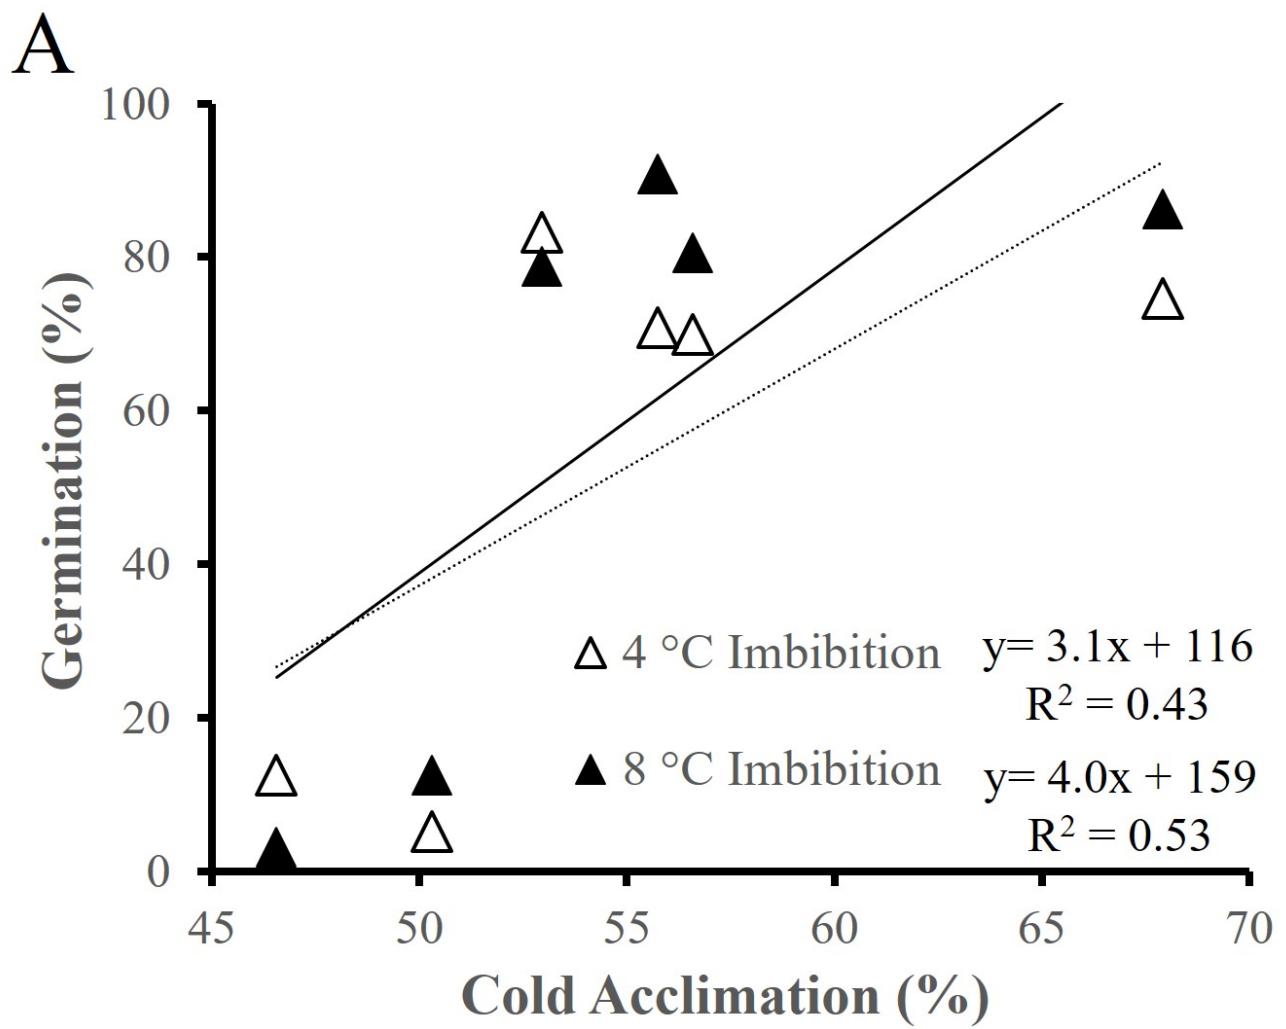 A
100
80
60
40
20
0
Germination (%)
4 °C Imbibition y= 3.1x + 116
R² = 0.43
8 °C Imbibition y= 4.0x + 159
R² = 0.53
45 50 55 60 65 70
Cold Acclimation (%)